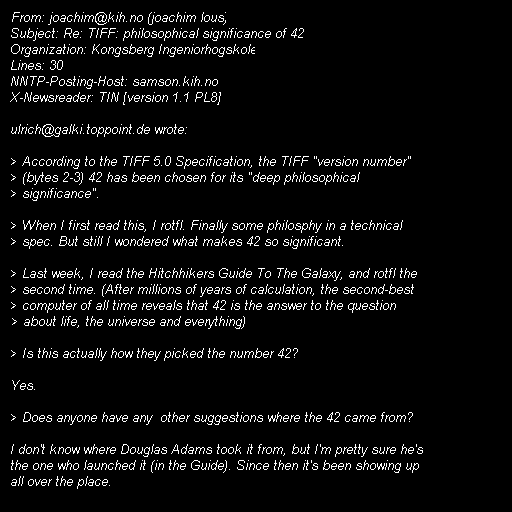 From: joachim@kih.no (joachim lous)
Subject: Re: TIFF: philosophical significance of 42
Organization: Kongsberg Ingeniorhogskole
Lines: 30
NNTP-Posting-Host: samson.kih.no
X-Newsreader: TIN [version 1.1 PL8]

ulrich@galki.toppoint.de wrote:

> According to the TIFF 5.0 Specification, the TIFF "version number"
> (bytes 2-3) 42 has been chosen for its "deep philosophical
> significance".

> When I first read this, I rotfl. Finally some philosphy in a technical
> spec. But still I wondered what makes 42 so significant.

> Last week, I read the Hitchhikers Guide To The Galaxy, and rotfl the
> second time. (After millions of years of calculation, the second-best
> computer of all time reveals that 42 is the answer to the question
> about life, the universe and everything)

> Is this actually how they picked the number 42?

Yes.

> Does anyone have any  other suggestions where the 42 came from?

I don't know where Douglas Adams took it from, but I'm pretty sure he's
the one who launched it (in the Guide). Since then it's been showing up
all over the place.